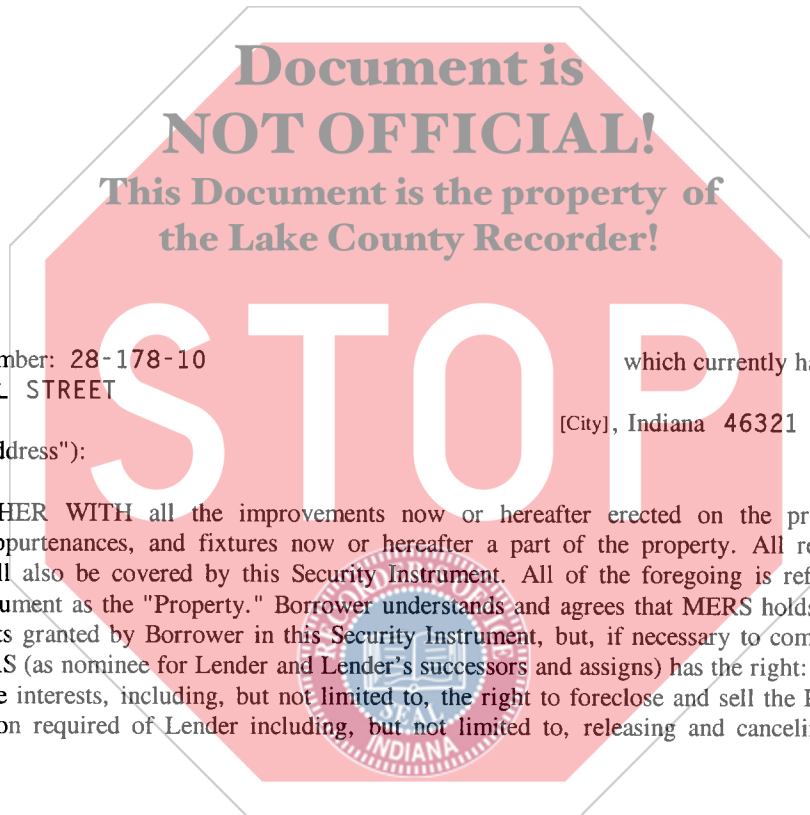 Document is
NOT OFFICIAL!
This Document is the property of
the Lake County Recorder!
STOP
mber: 28-178-10 which currently ha
L STREET
[City], Indiana 46321
ddress"):
HER WITH all the improvements now or hereafter erected on the pr
ppurtenances, and fixtures now or hereafter a part of the property. All re
ll also be covered by this Security Instrument. All of the foregoing is ref
ument as the "Property." Borrower understands and agrees that MERS holds
ts granted by Borrower in this Security Instrument, but, if necessary to com
RS (as nominee for Lender and Lender's successors and assigns) has the right:
e interests, including, but not limited to, the right to foreclose and sell the P
on required of Lender including, but not limited to, releasing and canceli
SEAL
INDIANA